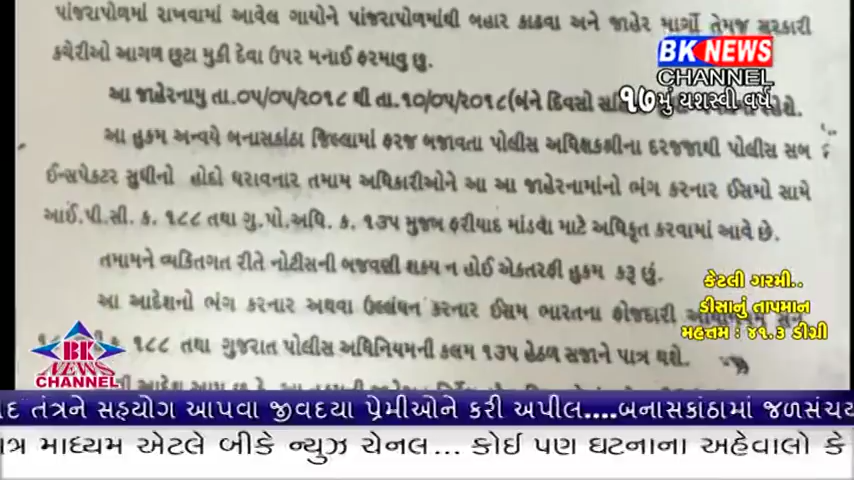 પાંજરાપોળમાં રાખવામાં આવેલ ગાયોને પાંજરાપોળમાંથી બહાર કાઢવા અને જાહેર માર્ગો તેમજ સરકારી
કચેરીઓ આગળ છુટા મુકી દેવા ઉપર મનાઈ ફરમાવુ છુ.
BK NEWS
CHANNEL
૧૭મું યશસ્વી વર્ષ
આ જાહેરનામુ તા.૦૫/૦૫/૨૦૧૮ થી તા.૧૦/૦૫/૨૦૧૮(બંને દિવસો
આ હુકમ અન્વયે બનાસકાંઠા જિલ્લામાં ફરજ બજાવતા પોલીસ અધિક્ષકશ્રીના દરજજાથી પોલીસ સબ
ઈન્સપેકટર સુધીનો હોદો ધરાવનાર તમામ અધિકારીઓને આ આ જાહેરનામાંનો ભંગ કરનાર ઈસમો સામે
આઈ.પી.સી. ક. ૧૮૮ તથા ગુ.પો.અધિ. ક. ૧૩૫ મુજબ ફરીયાદ માંડવા માટે અધિકૃત કરવામાં આવે છે.
તમામને વ્યકિતગત રીતે નોટીસની બજવણી શક્ય ન હોઈ એકતરફી હુકમ કરૂ છું.
આ આદેશનો ભંગ કરનાર અથવા ઉલ્લંઘન કરનાર ઈસમ ભારતના ફોજદારી
ક ૧૮૮ તથા ગુજરાત પોલીસ અધિનિયમની કલમ ૧૩૫ હેઠળ સજાને પાત્ર થશે.
કેટલી ગરમી..
ડીસાનું તાપમાન
મહત્તમ : ૪૧.૩ ડીગ્રી
BK
NEWS
CHANNEL
ાદ તંત્રને સહયોગ આપવા જીવદયા પ્રેમીઓને કરી અપીલ....બનાસકાંઠામાં જળસંચય
ાત્ર માધ્યમ એટલે બીકે ન્યુઝ ચેનલ... કોઈ પણ ઘટનાના અહેવાલો કે